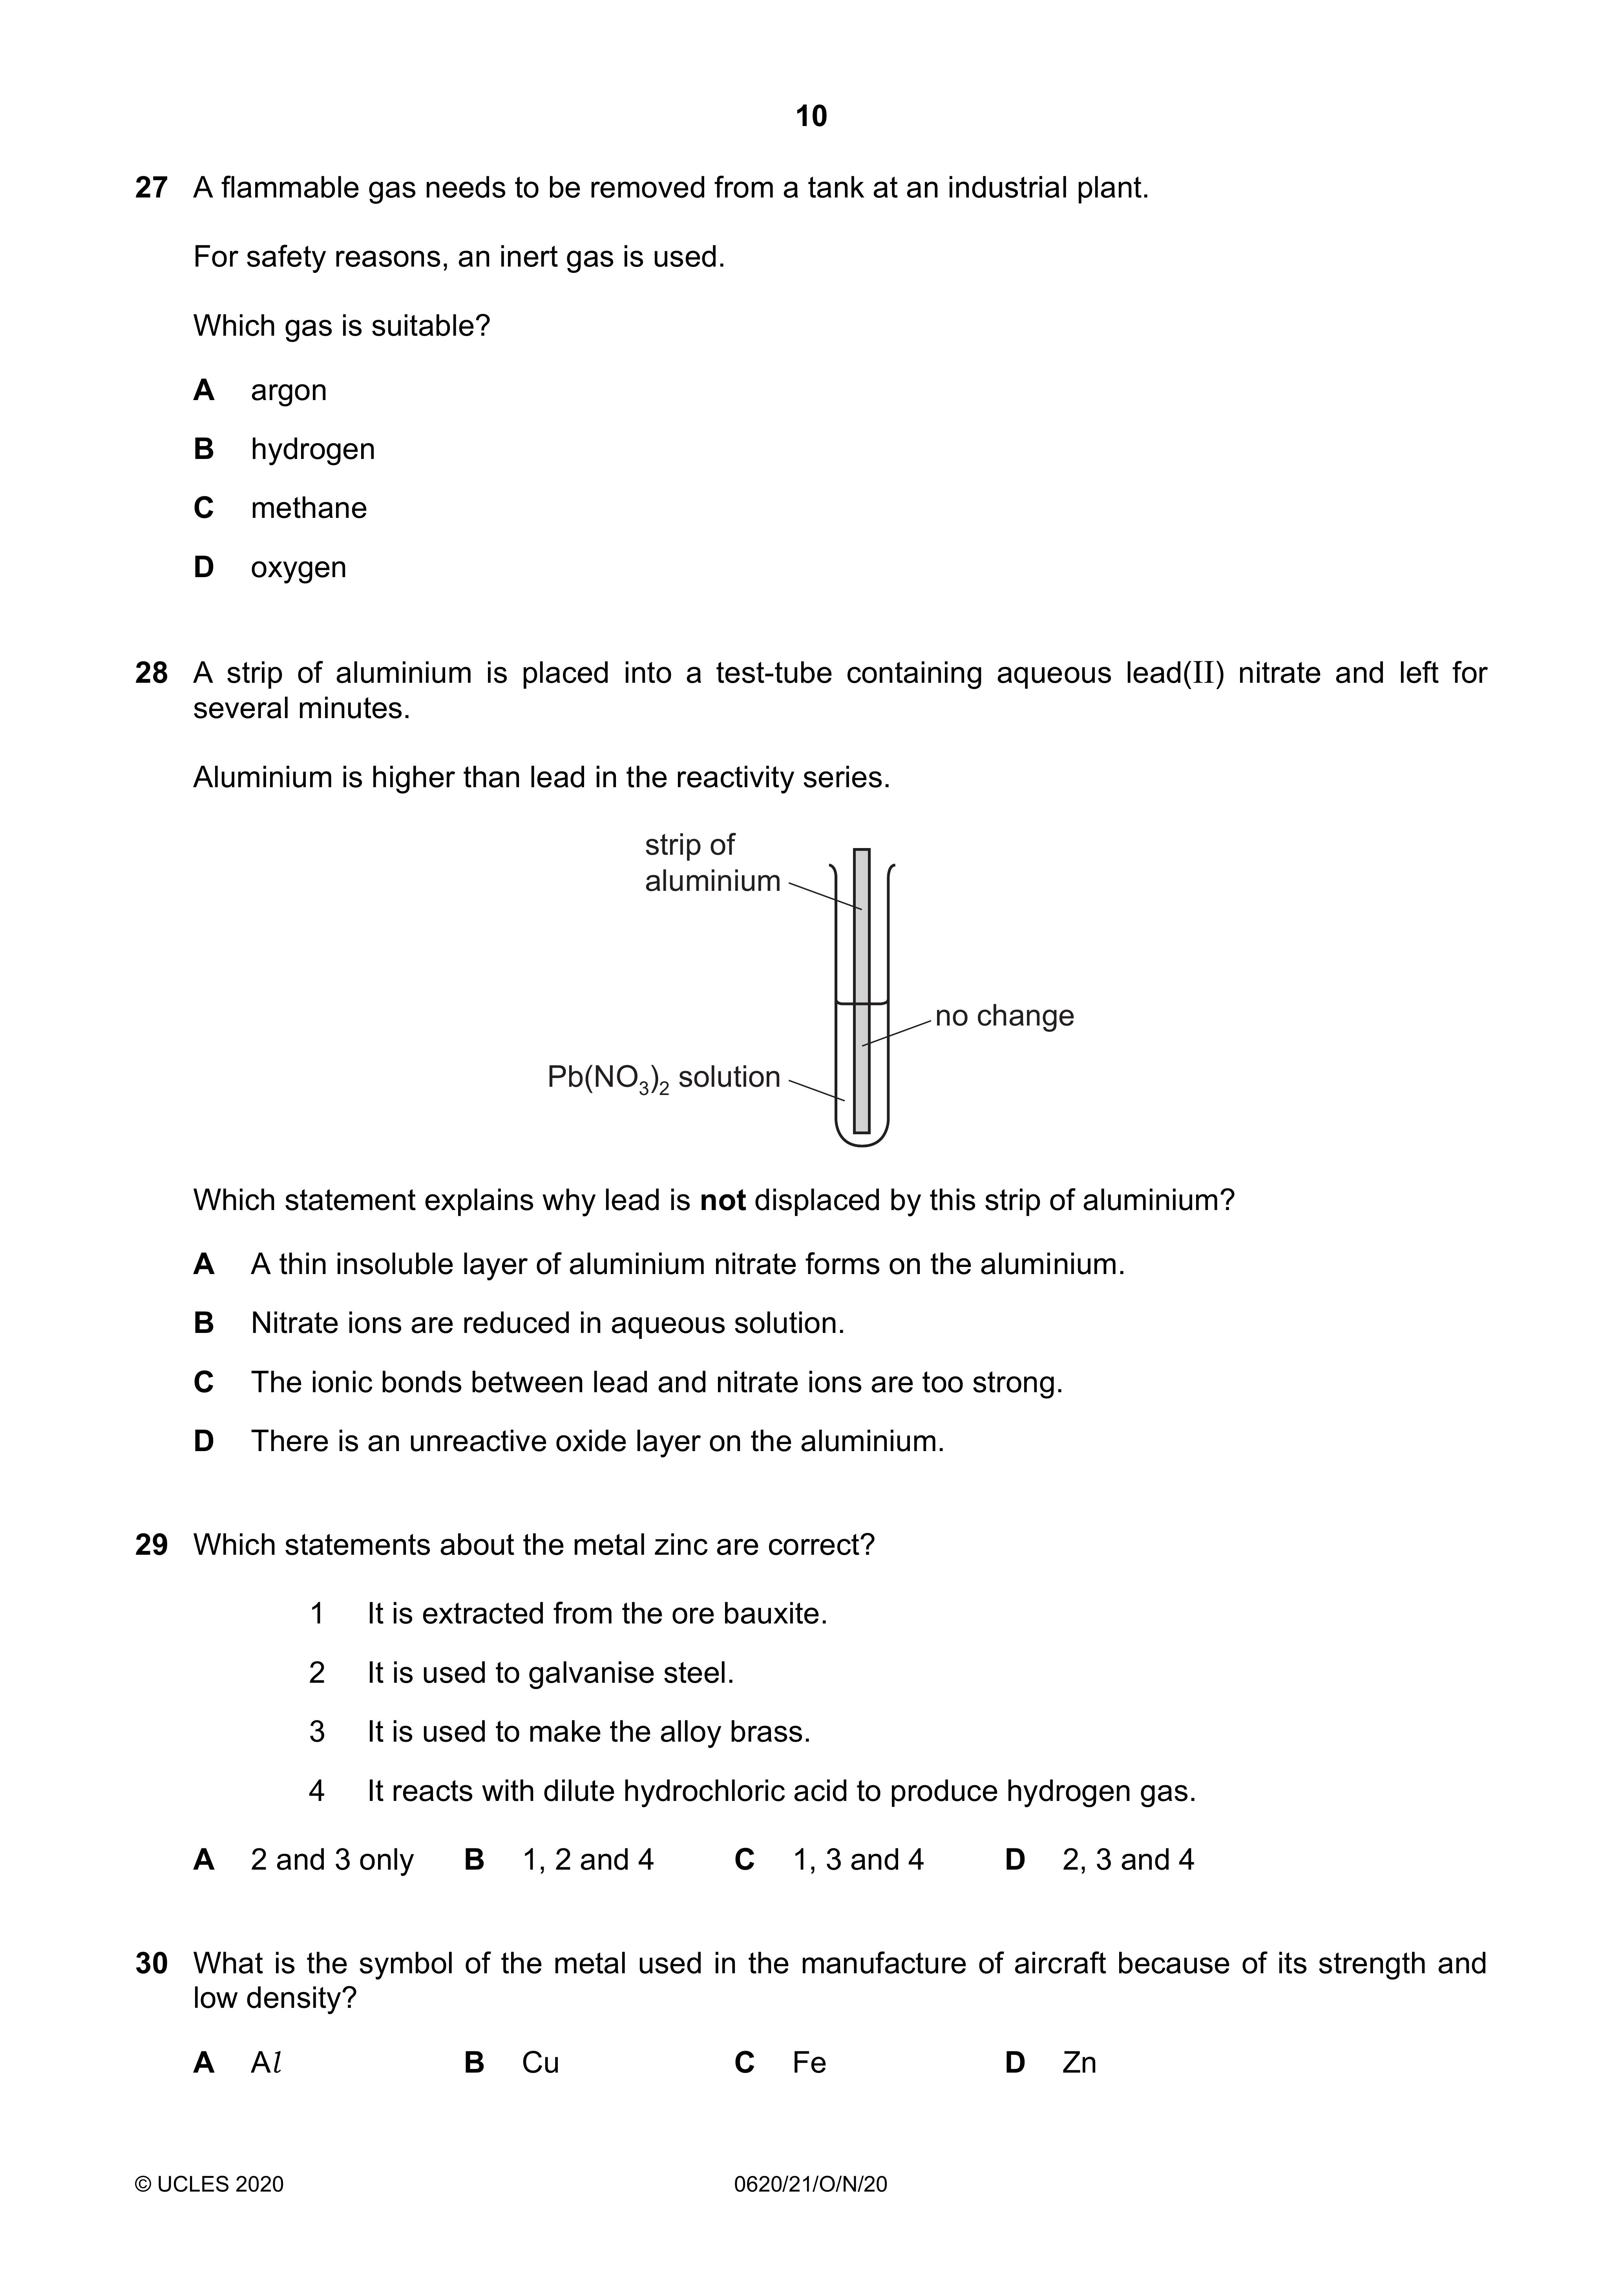 10
27 A flammable gas needs to be removed from a tank at an industrial plant.
For safety reasons, an inert gas is used.
Which gas is suitable?
A argon
B hydrogen
C methane
D oxygen
28 A strip of aluminium is placed into a test-tube containing aqueous lead(II) nitrate and left for
several minutes.
Aluminium is higher than lead in the reactivity series.
strip of
aluminium
no change
Pb(NO₃)₂ solution
Which statement explains why lead is not displaced by this strip of aluminium?
A A thin insoluble layer of aluminium nitrate forms on the aluminium.
B Nitrate ions are reduced in aqueous solution.
C The ionic bonds between lead and nitrate ions are too strong.
D There is an unreactive oxide layer on the aluminium.
29 Which statements about the metal zinc are correct?
1 It is extracted from the ore bauxite.
2 It is used to galvanise steel.
3 It is used to make the alloy brass.
4 It reacts with dilute hydrochloric acid to produce hydrogen gas.
A 2 and 3 only B 1, 2 and 4 C 1, 3 and 4 D 2, 3 and 4
30 What is the symbol of the metal used in the manufacture of aircraft because of its strength and
low density?
A Al B Cu C Fe D Zn
© UCLES 2020 0620/21/O/N/20